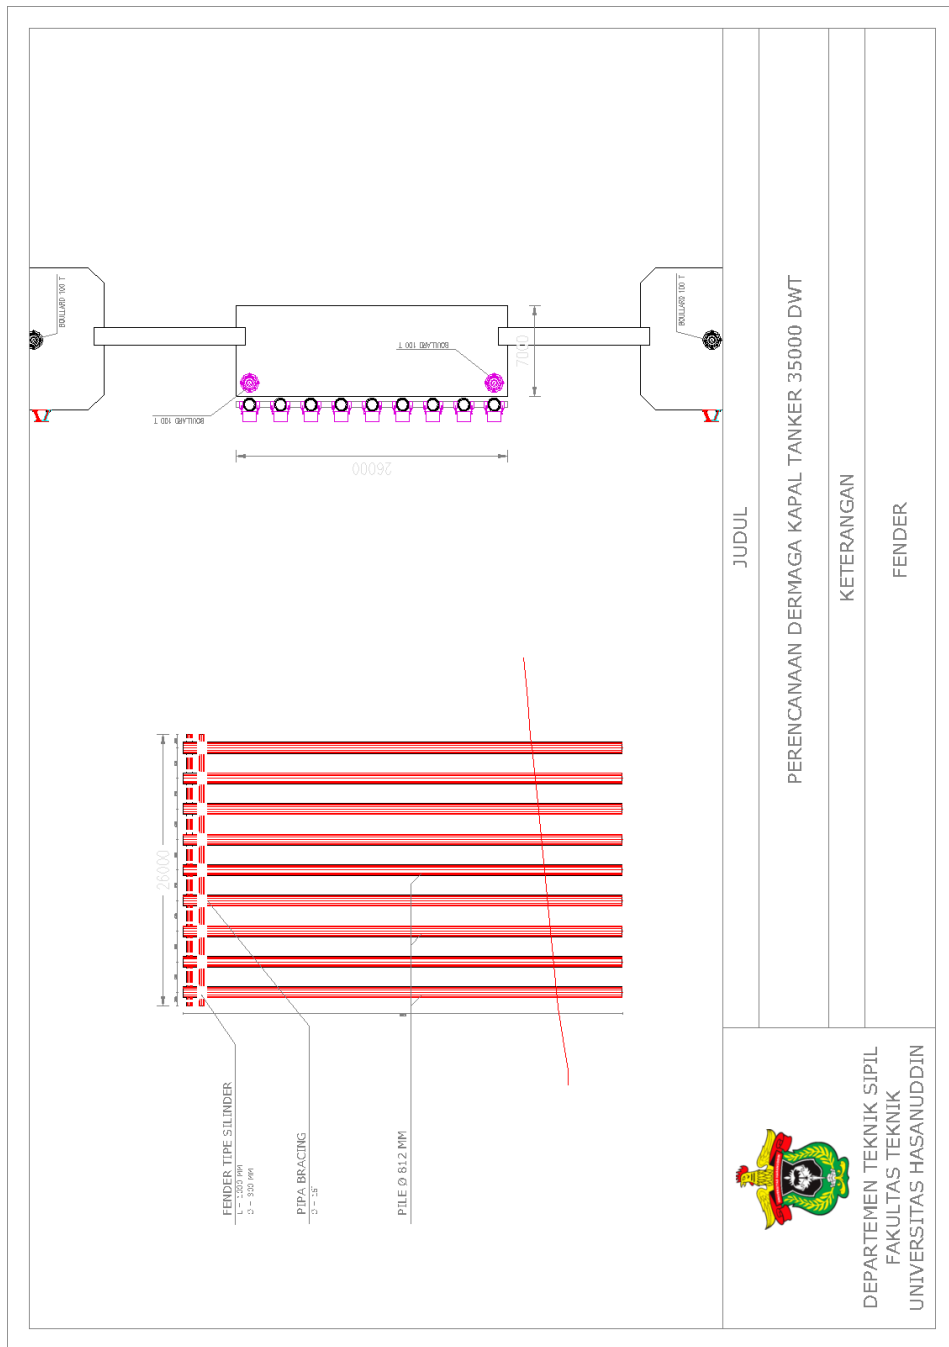 BOULLARD 100 T
BOULLARD 100 T
BOULLARD 100 T
BOULLARD 100 T
7000
26000
26000
FENDER TIPE SILINDER
PIPA BRACING
PILE Ø 812 MM
JUDUL
PERENCANAAN DERMAGA KAPAL TANKER 35000 DWT
KETERANGAN
FENDER
DEPARTEMEN TEKNIK SIPIL
FAKULTAS TEKNIK
UNIVERSITAS HASANUDDIN